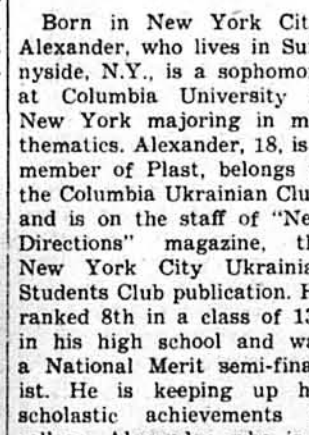 Born in New York Cit
Alexander, who lives in Su
nyside, N.Y., is a sophomo
at Columbia University
New York majoring in m
thematics. Alexander, 18, is
member of Plast, belongs
the Columbia Ukrainian Clu
and is on the staff of "Ne
Directions" magazine, th
New York City Ukrainia
Students Club publication. H
ranked 8th in a class of 13
in his high school and wa
a National Merit semi-fina
ist. He is keeping up h
scholastic achievements